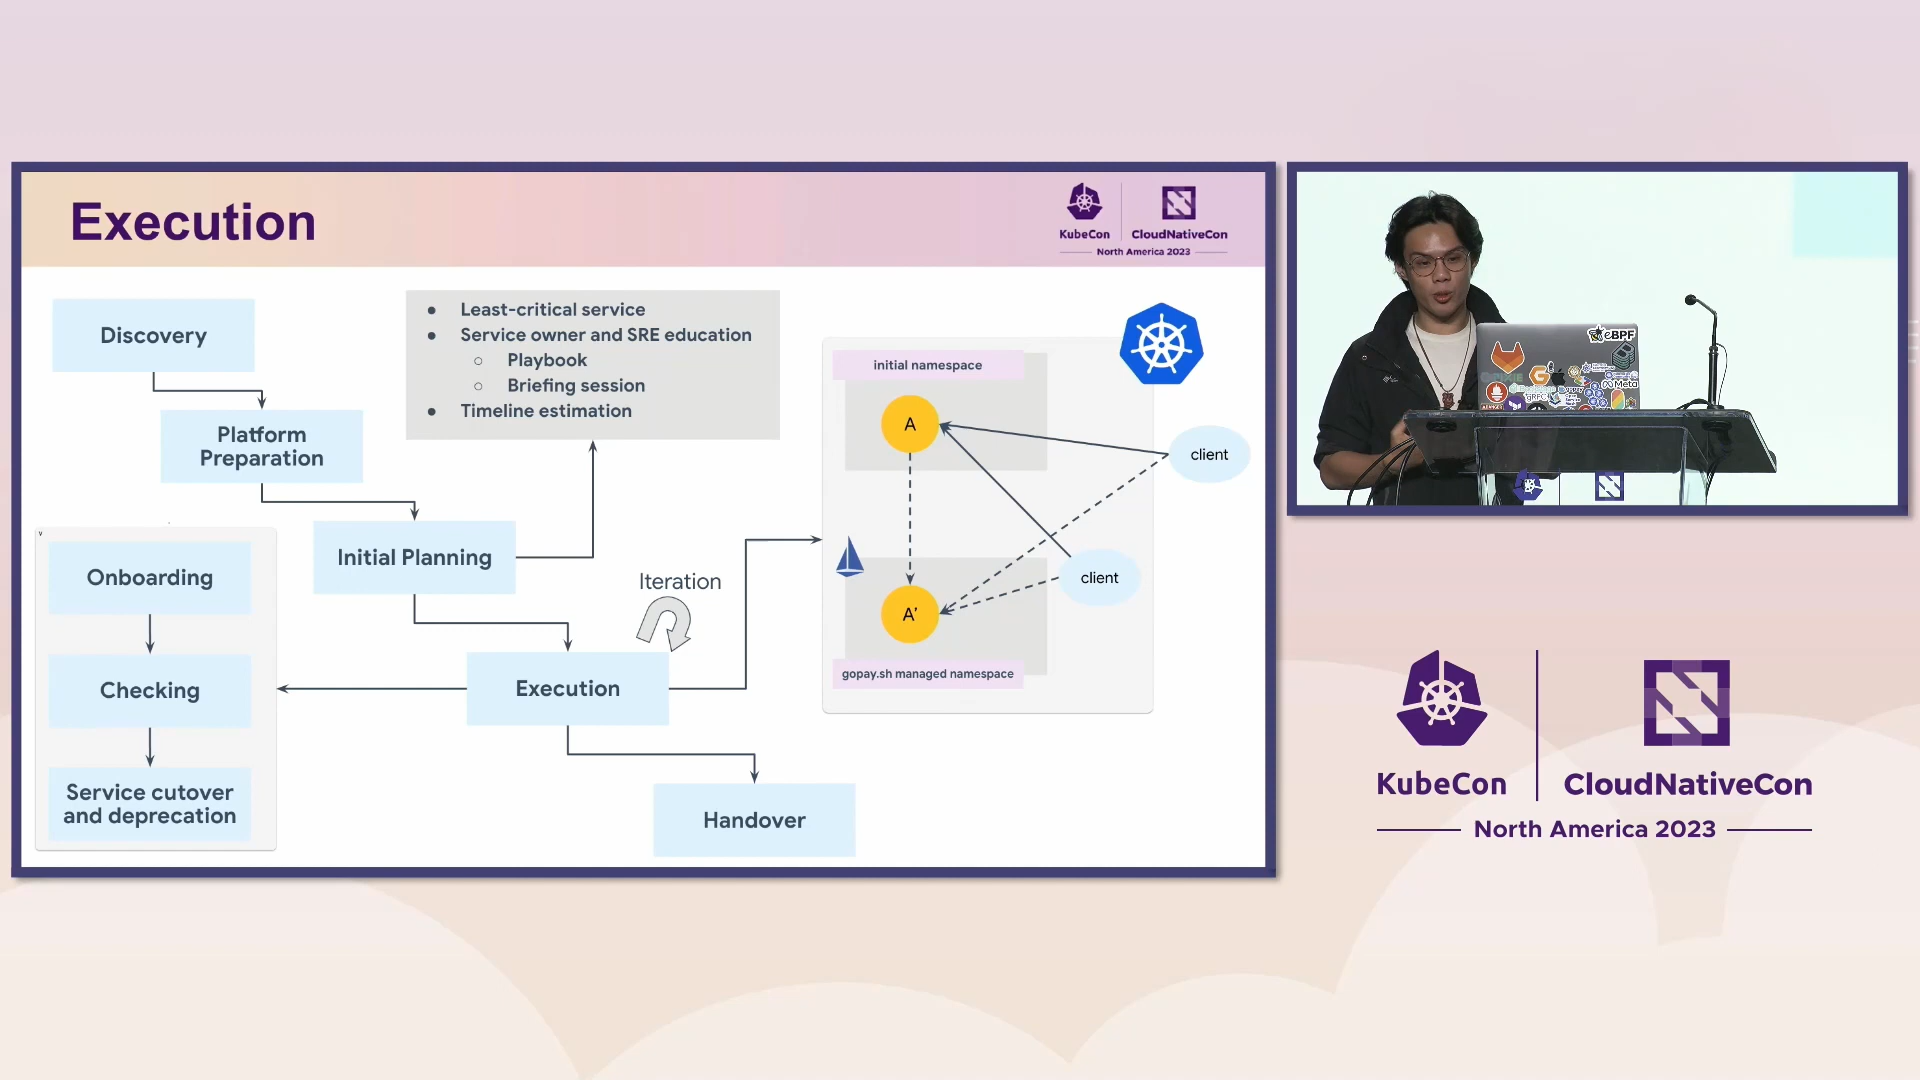 Execution
KubeCon
CloudNativeCon
North America 2023
Discovery
Platform
Preparation
Initial Planning
● Least-critical service
● Service owner and SRE education
○ Playbook
○ Briefing session
● Timeline estimation
Iteration
Execution
Handover
v
Onboarding
Checking
Service cutover
and deprecation
initial namespace
A
client
client
A’
gopay.sh managed namespace
eBPF
Meta
gRPC
KubeCon
CloudNativeCon
North America 2023